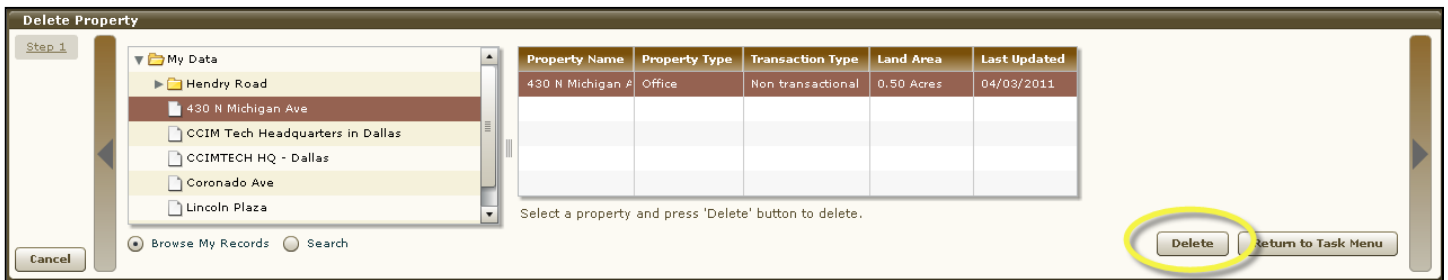 Delete Property
Step 1
My Data
Hendry Road
430 N Michigan Ave
CCIM Tech Headquarters in Dallas
CCIMTECH HQ - Dallas
Coronado Ave
Lincoln Plaza
Browse My Records Search
Cancel
Property Name Property Type Transaction Type Land Area Last Updated
430 N Michigan A Office Non transactional 0.50 Acres 04/03/2011
Select a property and press 'Delete' button to delete.
Delete Return to Task Menu